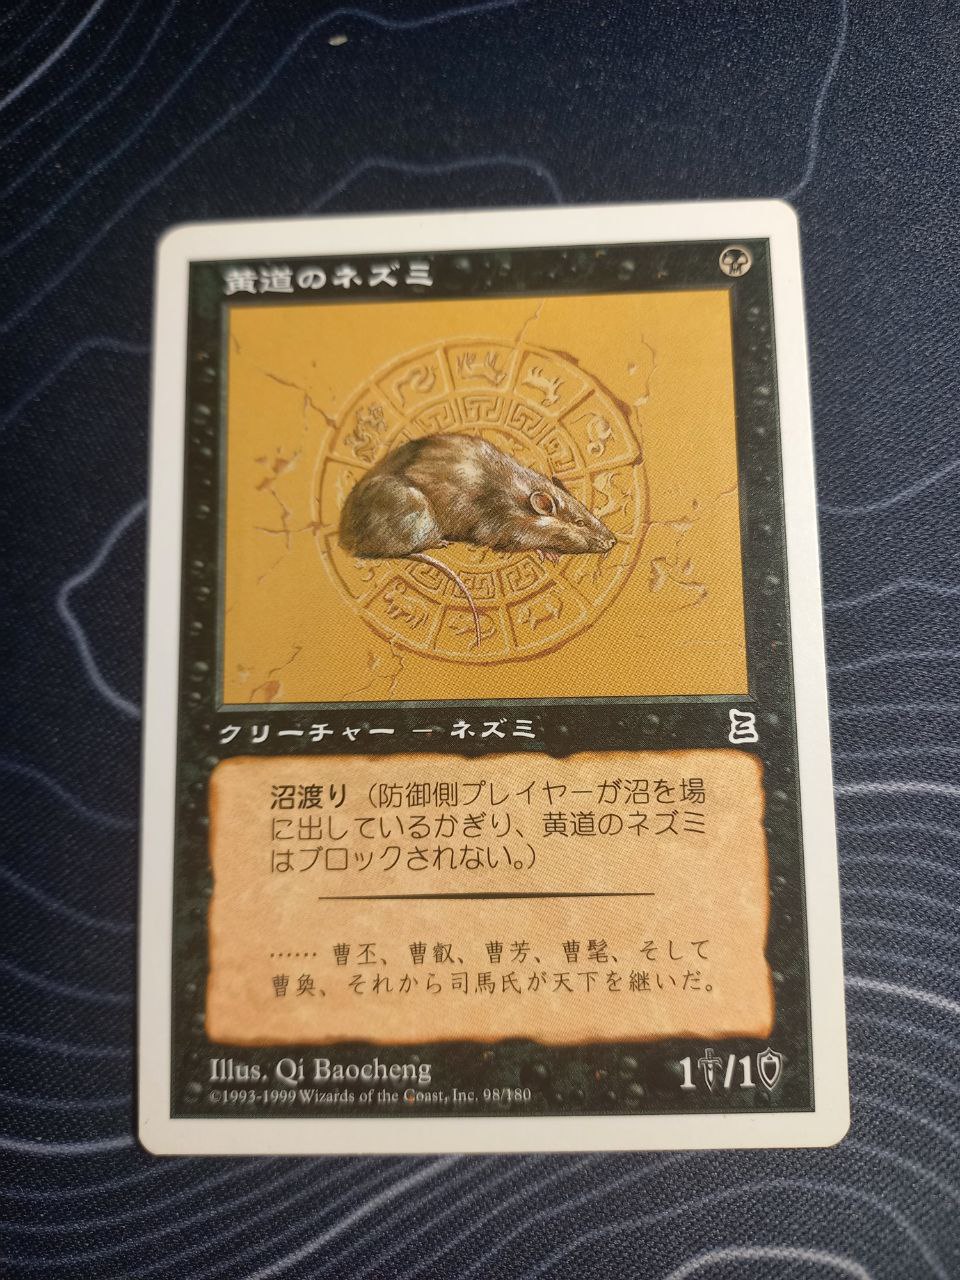 黄道のネズミ
クリーチャー － ネズミ
沼渡り（防御側プレイヤーが沼を場
に出しているかぎり、黄道のネズミ
はブロックされない。）
…… 曹丕、曹叡、曹芳、曹髦、そして
曹奐、それから司馬氏が天下を継いだ。
Illus. Qi Baocheng
1/1
©1993-1999 Wizards of the Coast, Inc. 98/180